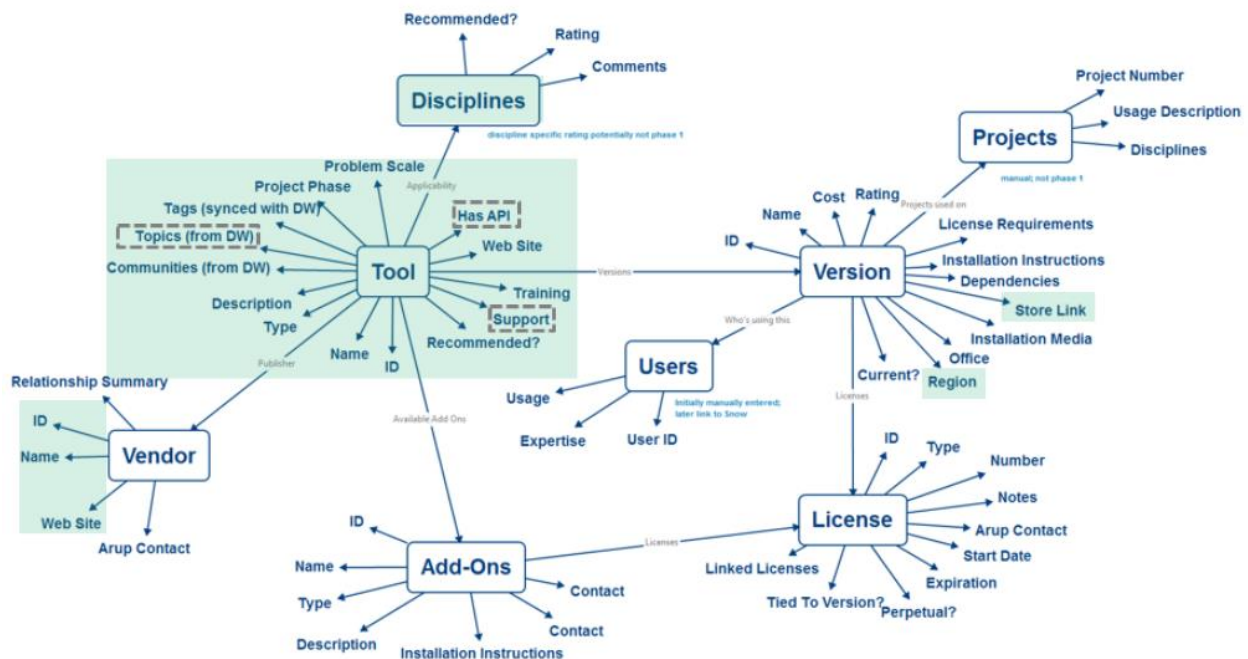 Recommended?
Rating
Comments
Disciplines
discipline specific rating potentially not phase 1
Project Number
Usage Description
Disciplines
Projects
manual; not phase 1
Problem Scale
Applicability
Project Phase
Tags (synced with DW)
Has API
Topics (from DW)
Web Site
Communities (from DW)
Tool
Description
Training
Type
Support
Name
ID
Recommended?
Versions
Projects used on
Cost
Rating
Name
ID
License Requirements
Installation Instructions
Version
Dependencies
Store Link
Installation Media
Office
Current?
Region
Who's using this
Users
Initially manually entered;
later link to Snow
Usage
Expertise
User ID
Publisher
Relationship Summary
ID
Name
Vendor
Web Site
Arup Contact
Available Add Ons
Licenses
ID
Type
Number
Notes
License
Arup Contact
Start Date
Linked Licenses
Expiration
Tied To Version?
Perpetual?
Licenses
ID
Name
Add-Ons
Type
Contact
Contact
Description
Installation Instructions